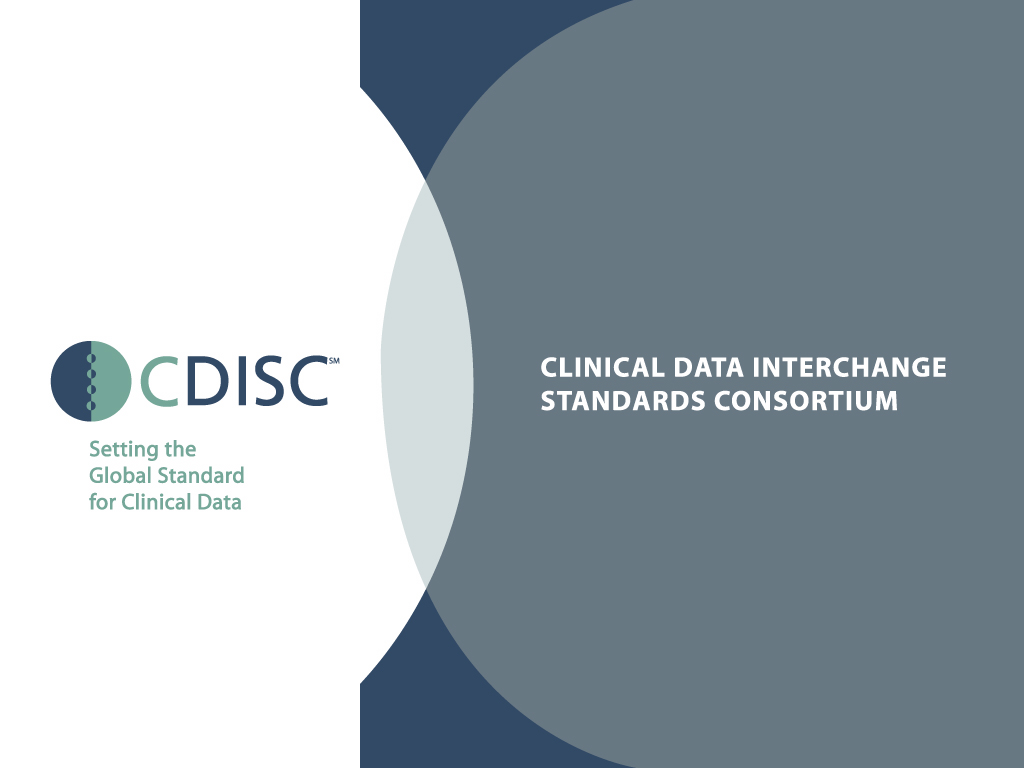 CDISC℠
Setting the
Global Standard
for Clinical Data
CLINICAL DATA INTERCHANGE
STANDARDS CONSORTIUM